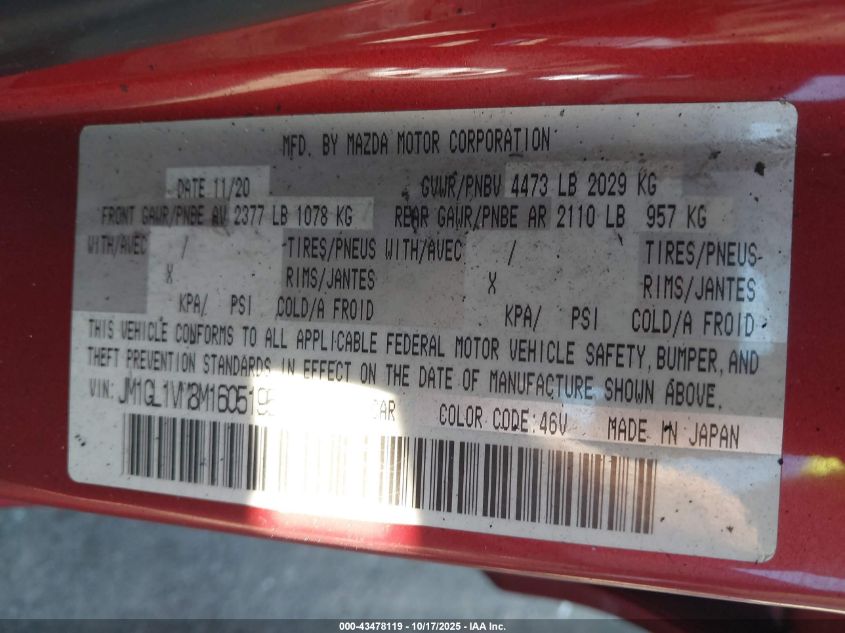 MFD. BY MAZDA MOTOR CORPORATION
DATE 11/20 GVWR/PNBV 4473 LB 2029 KG
FRONT GAWR/PNBE AV 2377 LB 1078 KG REAR GAWR/PNBE AR 2110 LB 957 KG
WITH/AVEC / TIRES/PNEUS WITH/AVEC / TIRES/PNEUS
X RIMS/JANTES X RIMS/JANTES
KPA/ PSI COLD/A FROID KPA/ PSI COLD/A FROID
THIS VEHICLE CONFORMS TO ALL APPLICABLE FEDERAL MOTOR VEHICLE SAFETY, BUMPER, AND
THEFT PREVENTION STANDARDS IN EFFECT ON THE DATE OF MANUFACTURE SHOWN ABOVE.
VIN: CAR COLOR CODE:46V MADE IN JAPAN
000-43478119 - 10/17/2025 - IAA Inc.